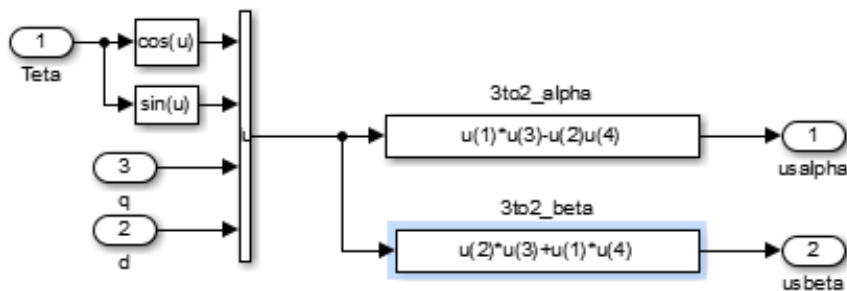 1
Teta
cos(u)
sin(u)
3
q
2
d
3to2_alpha
u(1)*u(3)-u(2)u(4)
1
usalpha
3to2_beta
u(2)*u(3)+u(1)*u(4)
2
usbeta